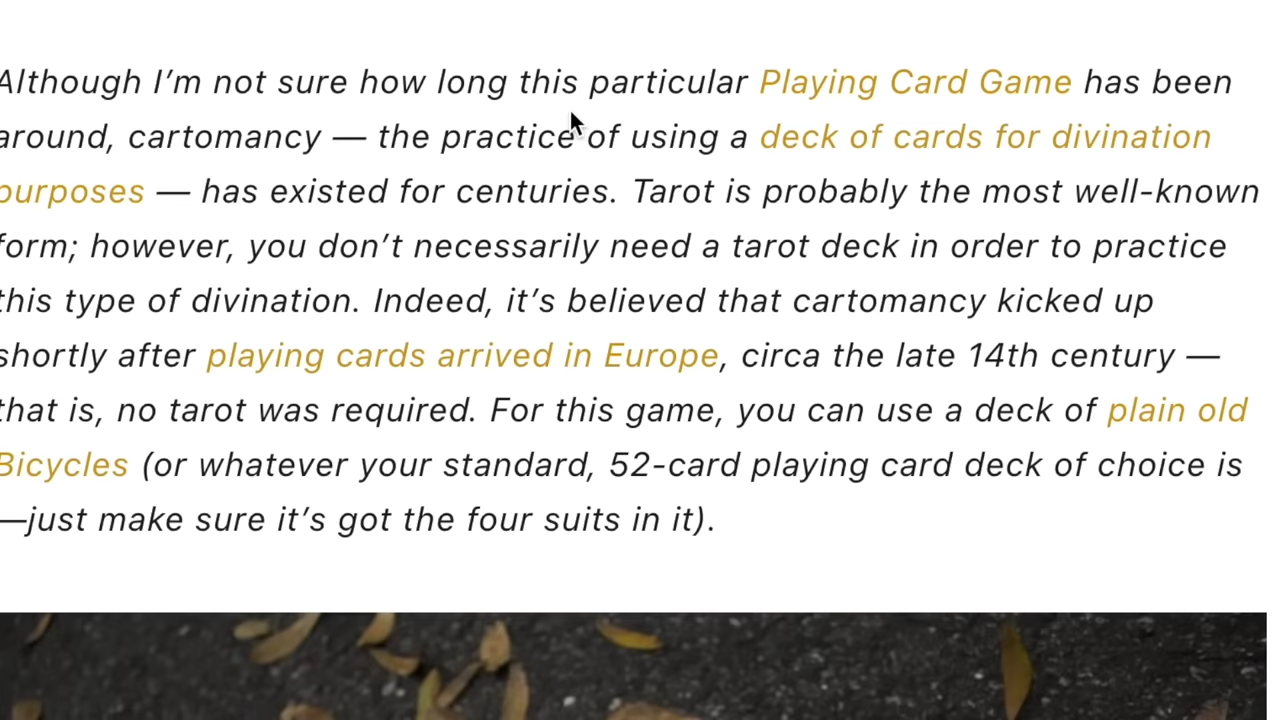 Although I’m not sure how long this particular Playing Card Game has been
around, cartomancy — the practice of using a deck of cards for divination
purposes — has existed for centuries. Tarot is probably the most well-known
form; however, you don’t necessarily need a tarot deck in order to practice
this type of divination. Indeed, it’s believed that cartomancy kicked up
shortly after playing cards arrived in Europe, circa the late 14th century —
that is, no tarot was required. For this game, you can use a deck of plain old
Bicycles (or whatever your standard, 52-card playing card deck of choice is
—just make sure it’s got the four suits in it).